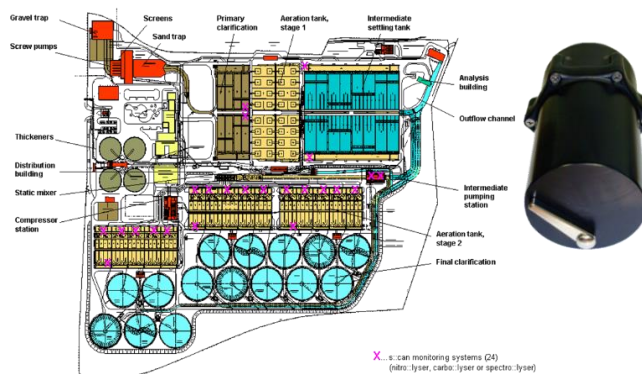 Gravel trap
Screens
Sand trap
Primary clarification
Aeration tank,
stage 1
Intermediate
settling tank
Screw pumps
Analysis
building
Outflow channel
Thickeners
Distribution
building
Static mixer
Intermediate
pumping
station
Compressor
station
Aeration tank,
stage 2
Final clarification
X... s::can monitoring systems (24)
(nitro::lyser, carbo::lyser or spectro::lyser)